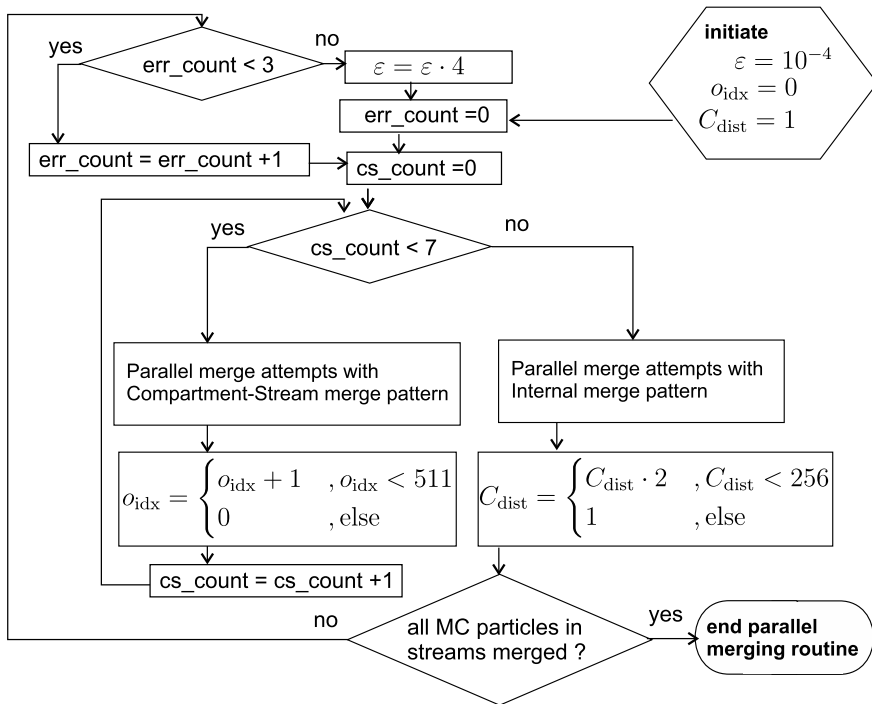 yes
err_count < 3
no
ε = ε · 4
initiate
ε = 10⁻⁴
o_idx = 0
C_dist = 1
err_count =0
err_count = err_count +1
cs_count =0
yes
cs_count < 7
no
Parallel merge attempts with
Compartment-Stream merge pattern
Parallel merge attempts with
Internal merge pattern
o_idx = { o_idx + 1 , o_idx < 511
0 , else
C_dist = { C_dist · 2 , C_dist < 256
1 , else
cs_count = cs_count +1
no
all MC particles in
streams merged ?
yes
end parallel
merging routine